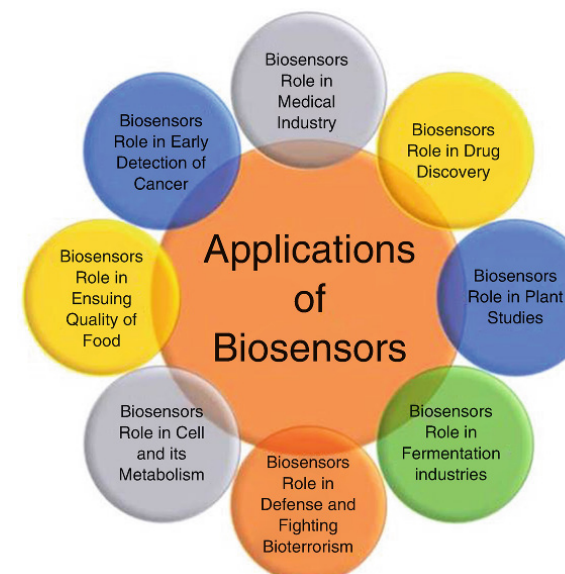 Biosensors
Role in
Medical
Industry
Biosensors
Role in Drug
Discovery
Biosensors
Role in Plant
Studies
Biosensors
Role in
Fermentation
industries
Biosensors
Role in
Defense and
Fighting
Bioterrorism
Biosensors
Role in Cell
and its
Metabolism
Biosensors
Role in
Ensuing
Quality of
Food
Biosensors
Role in Early
Detection of
Cancer
Applications
of
Biosensors